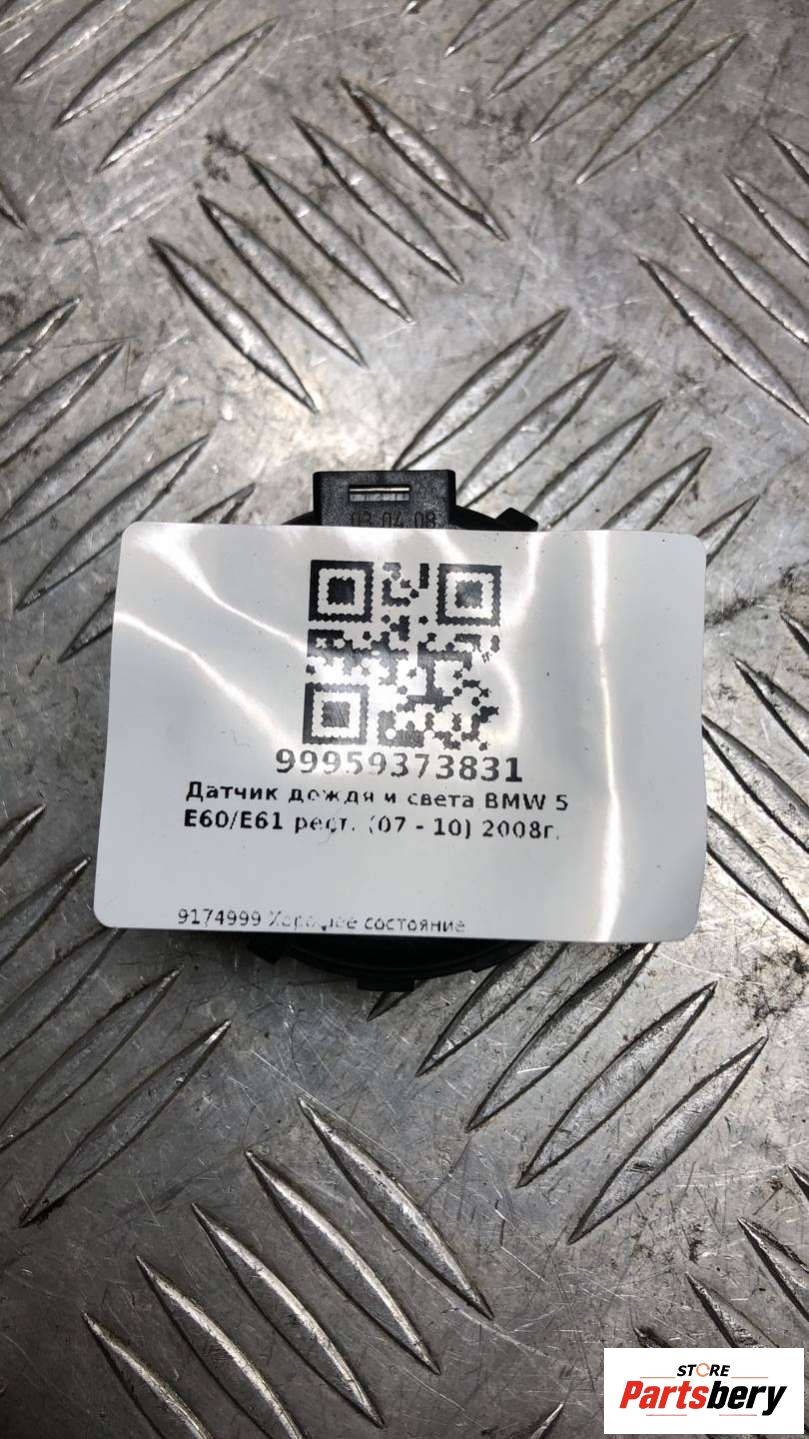 03 04 08
99959373831
Датчик дождя и света BMW 5
E60/E61 рест. (07 - 10) 2008г.
9174999 Хорошее состояние
STORE
Partsbery